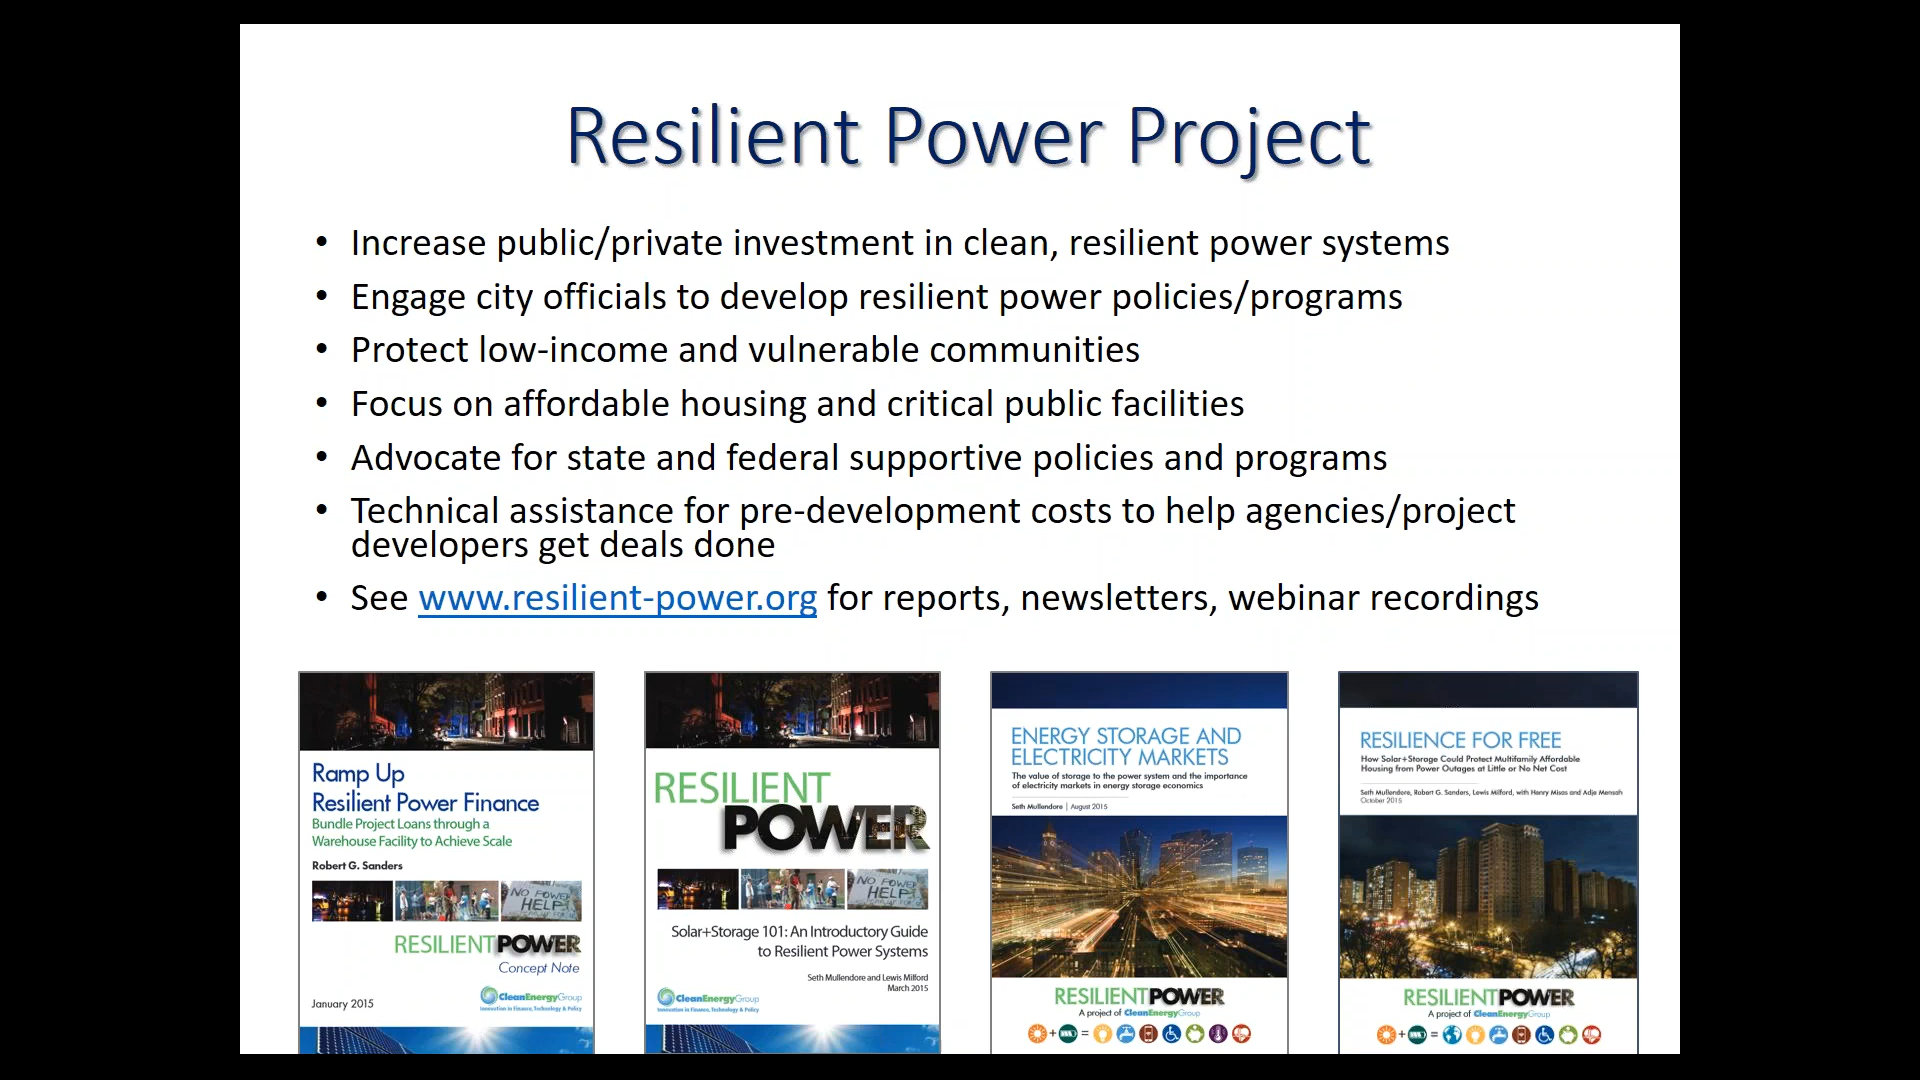 Resilient Power Project
• Increase public/private investment in clean, resilient power systems
• Engage city officials to develop resilient power policies/programs
• Protect low-income and vulnerable communities
• Focus on affordable housing and critical public facilities
• Advocate for state and federal supportive policies and programs
• Technical assistance for pre-development costs to help agencies/project
developers get deals done
• See www.resilient-power.org for reports, newsletters, webinar recordings
Ramp Up
Resilient Power Finance
Bundle Project Loans through a
Warehouse Facility to Achieve Scale
Robert G. Sanders
NO POWER
HELP
RESILIENTPOWER
Concept Note
January 2015
CleanEnergyGroup
Innovation in Finance, Technology & Policy
RESILIENT
POWER
NO POWER
HELP
Solar+Storage 101: An Introductory Guide
to Resilient Power Systems
Seth Mullendore and Lewis Milford
March 2015
CleanEnergyGroup
Innovation in Finance, Technology & Policy
ENERGY STORAGE AND
ELECTRICITY MARKETS
The value of storage to the power system and the importance
of electricity markets in energy storage economics
Seth Mullendore | August 2015
RESILIENTPOWER
A project of CleanEnergyGroup
+ =
RESILIENCE FOR FREE
How Solar+Storage Could Protect Multifamily Affordable
Housing from Power Outages at Little or No Net Cost
Seth Mullendore, Robert G. Sanders, Lewis Milford, with Henry Misas and Adje Mensah
October 2015
RESILIENTPOWER
A project of CleanEnergyGroup
+ =